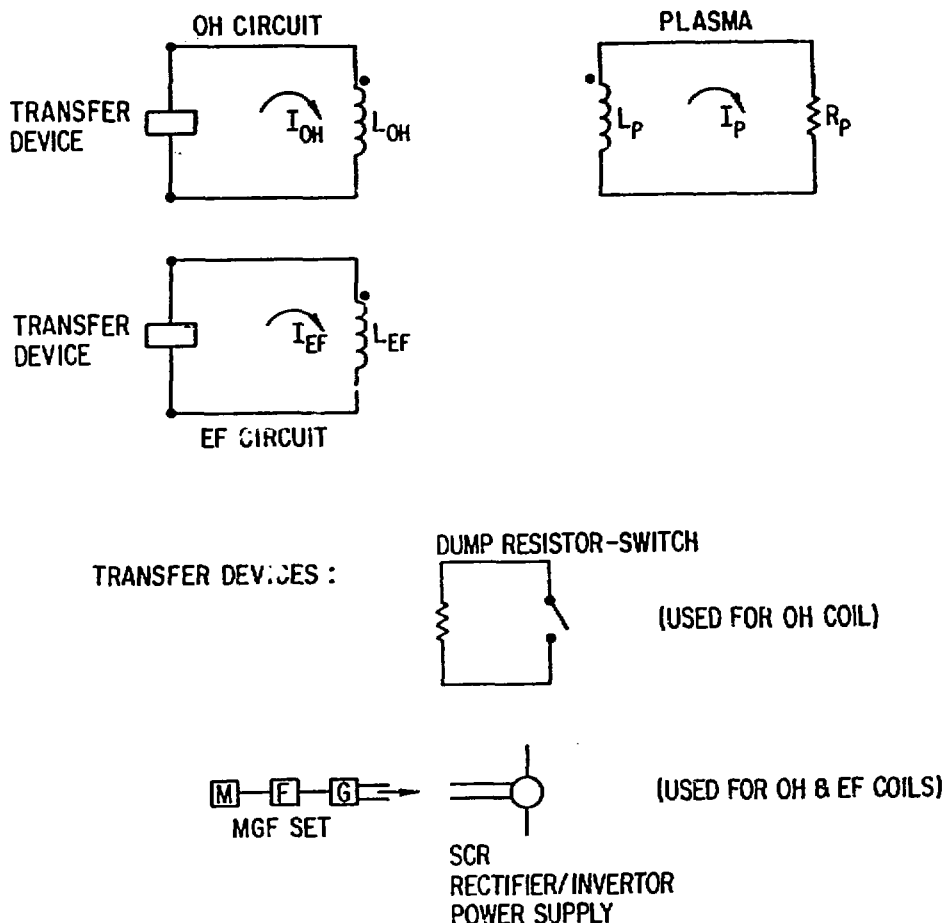 OH CIRCUIT
PLASMA
TRANSFER
DEVICE
I_OH
L_OH
L_P
I_P
R_P
TRANSFER
DEVICE
I_EF
L_EF
EF CIRCUIT
DUMP RESISTOR-SWITCH
TRANSFER DEVICES :
(USED FOR OH COIL)
M
F
G
(USED FOR OH & EF COILS)
MGF SET
SCR
RECTIFIER/INVERTOR
POWER SUPPLY